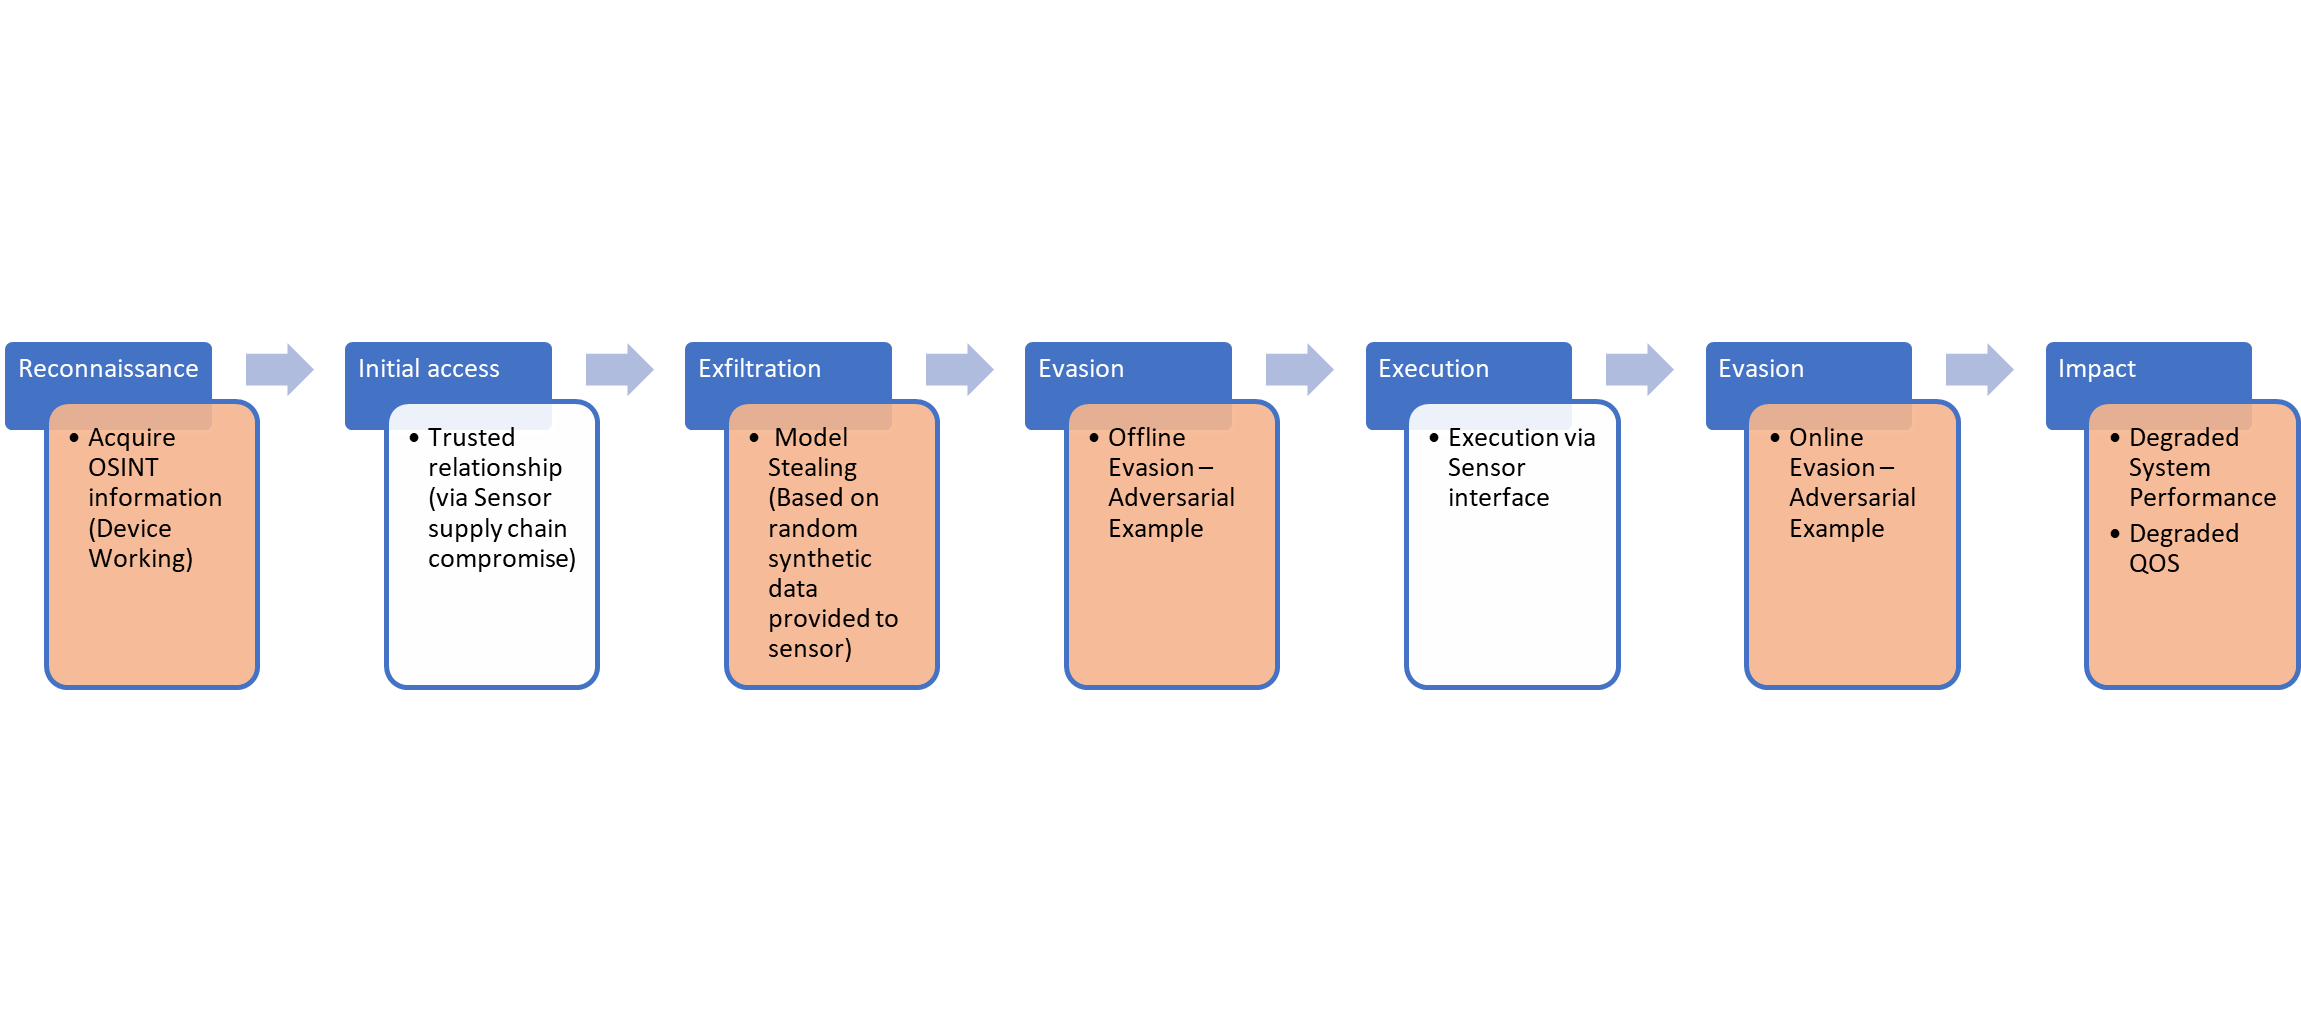 Reconnaissance
• Acquire
OSINT
information
(Device
Working)
Initial access
• Trusted
relationship
(via Sensor
supply chain
compromise)
Exfiltration
• Model
Stealing
(Based on
random
synthetic
data
provided to
sensor)
Evasion
• Offline
Evasion –
Adversarial
Example
Execution
• Execution via
Sensor
interface
Evasion
• Online
Evasion –
Adversarial
Example
Impact
• Degraded
System
Performance
• Degraded
QOS